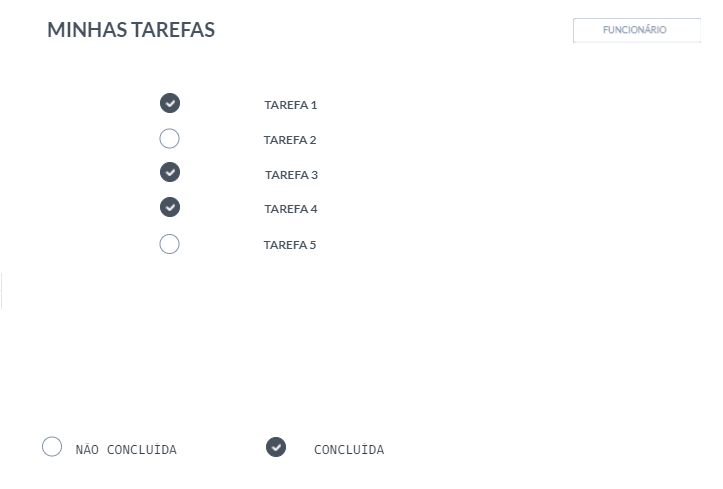 MINHAS TAREFAS
FUNCIONÁRIO
TAREFA 1
TAREFA 2
TAREFA 3
TAREFA 4
TAREFA 5
NÃO CONCLUÍDA
CONCLUÍDA